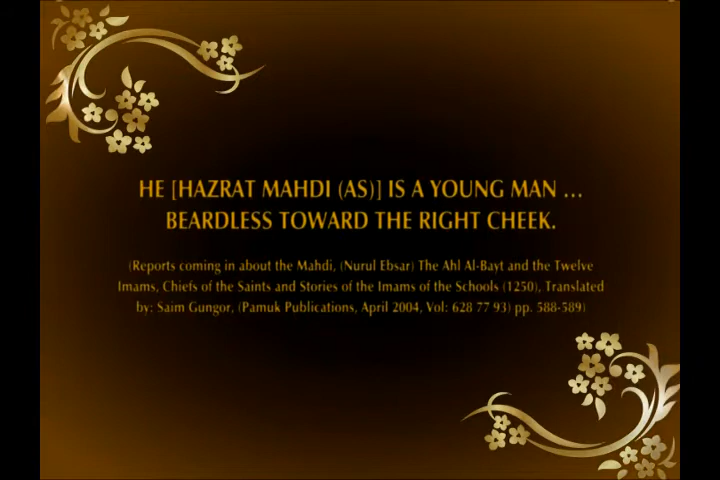 HE [HAZRAT MAHDI (AS)] IS A YOUNG MAN ...
BEARDLESS TOWARD THE RIGHT CHEEK.
(Reports coming in about the Mahdi, (Nurul Ebsar) The Ahl Al-Bayt and the Twelve
Imams, Chiefs of the Saints and Stories of the Imams of the Schools (1250), Translated
by: Saim Gungor, (Pamuk Publications, April 2004, Vol: 628 77 93) pp. 588-589)